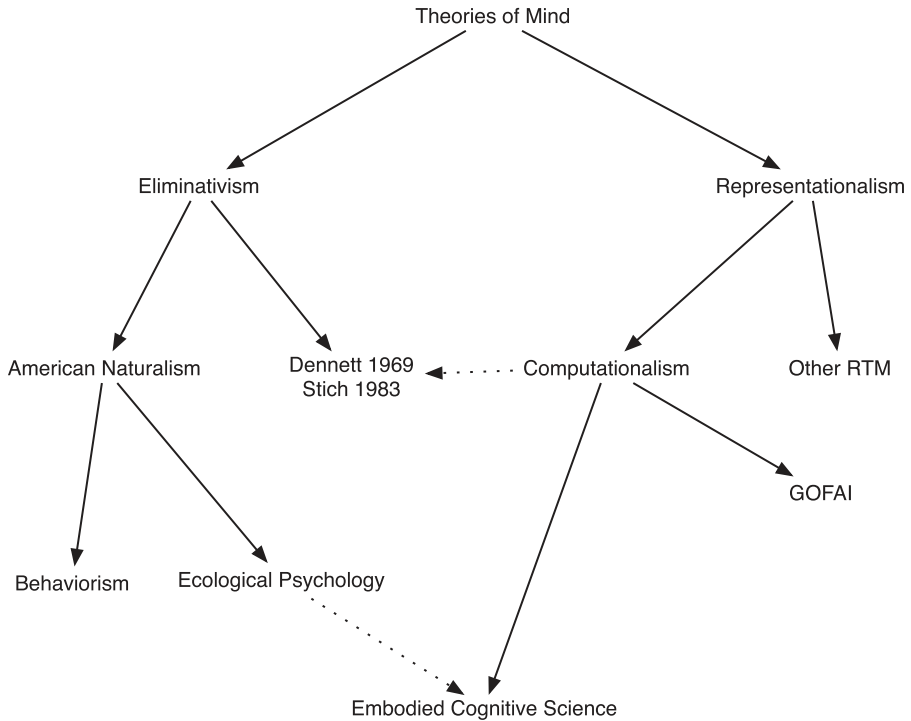 Theories of Mind
Eliminativism
Representationalism
American Naturalism
Dennett 1969
Stich 1983
Computationalism
Other RTM
GOFAI
Behaviorism
Ecological Psychology
Embodied Cognitive Science